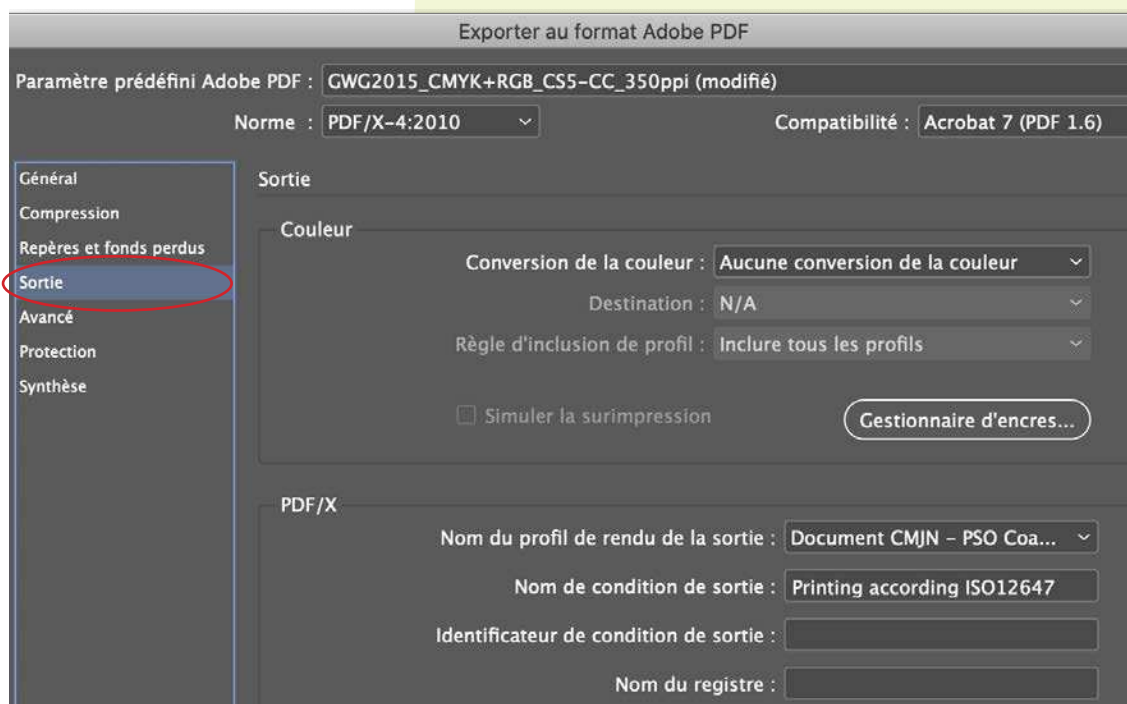 Exporter au format Adobe PDF
Paramètre prédéfini Adobe PDF : GWG2015_CMYK+RGB_CS5-CC_350ppi (modifié)
Norme : PDF/X-4:2010 Compatibilité : Acrobat 7 (PDF 1.6)
Général
Compression
Repères et fonds perdus
Sortie
Avancé
Protection
Synthèse
Sortie
Couleur
Conversion de la couleur : Aucune conversion de la couleur
Destination : N/A
Règle d'inclusion de profil : Inclure tous les profils
Simuler la surimpression Gestionnaire d'encres...
PDF/X
Nom du profil de rendu de la sortie : Document CMJN - PSO Coa...
Nom de condition de sortie : Printing according ISO12647
Identificateur de condition de sortie :
Nom du registre :